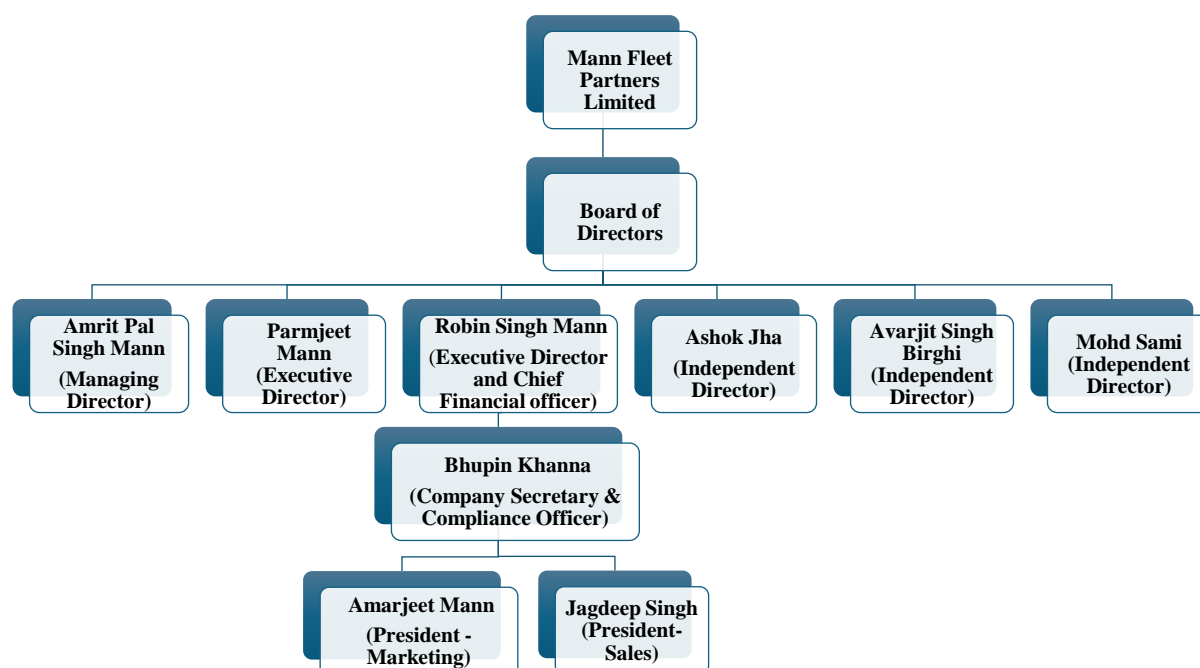 Mann Fleet
Partners
Limited
Board of
Directors
Amrit Pal
Singh Mann
(Managing
Director)
Parmjeet
Mann
(Executive
Director)
Robin Singh Mann
(Executive Director
and Chief
Financial officer)
Ashok Jha
(Independent
Director)
Avarjit Singh
Birghi
(Independent
Director)
Mohd Sami
(Independent
Director)
Bhupin Khanna
(Company Secretary &
Compliance Officer)
Amarjeet Mann
(President -
Marketing)
Jagdeep Singh
(President-
Sales)